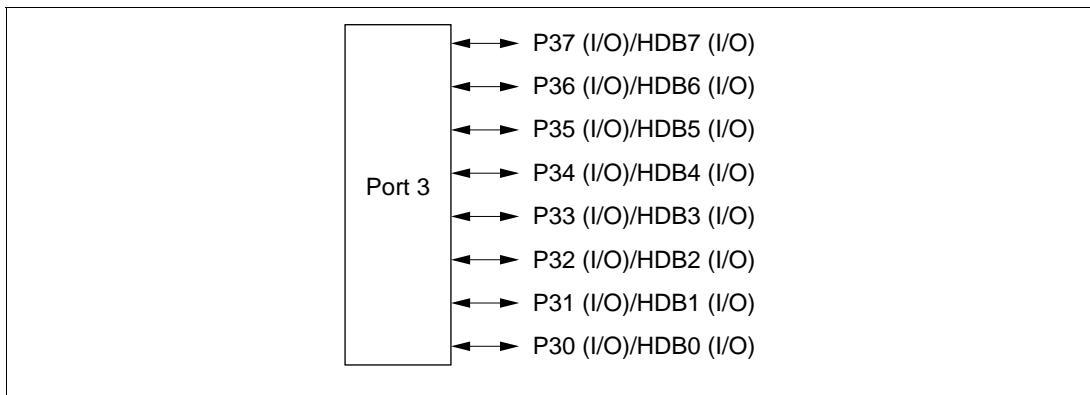 P37 (I/O)/HDB7 (I/O)
P36 (I/O)/HDB6 (I/O)
P35 (I/O)/HDB5 (I/O)
P34 (I/O)/HDB4 (I/O)
Port 3
P33 (I/O)/HDB3 (I/O)
P32 (I/O)/HDB2 (I/O)
P31 (I/O)/HDB1 (I/O)
P30 (I/O)/HDB0 (I/O)